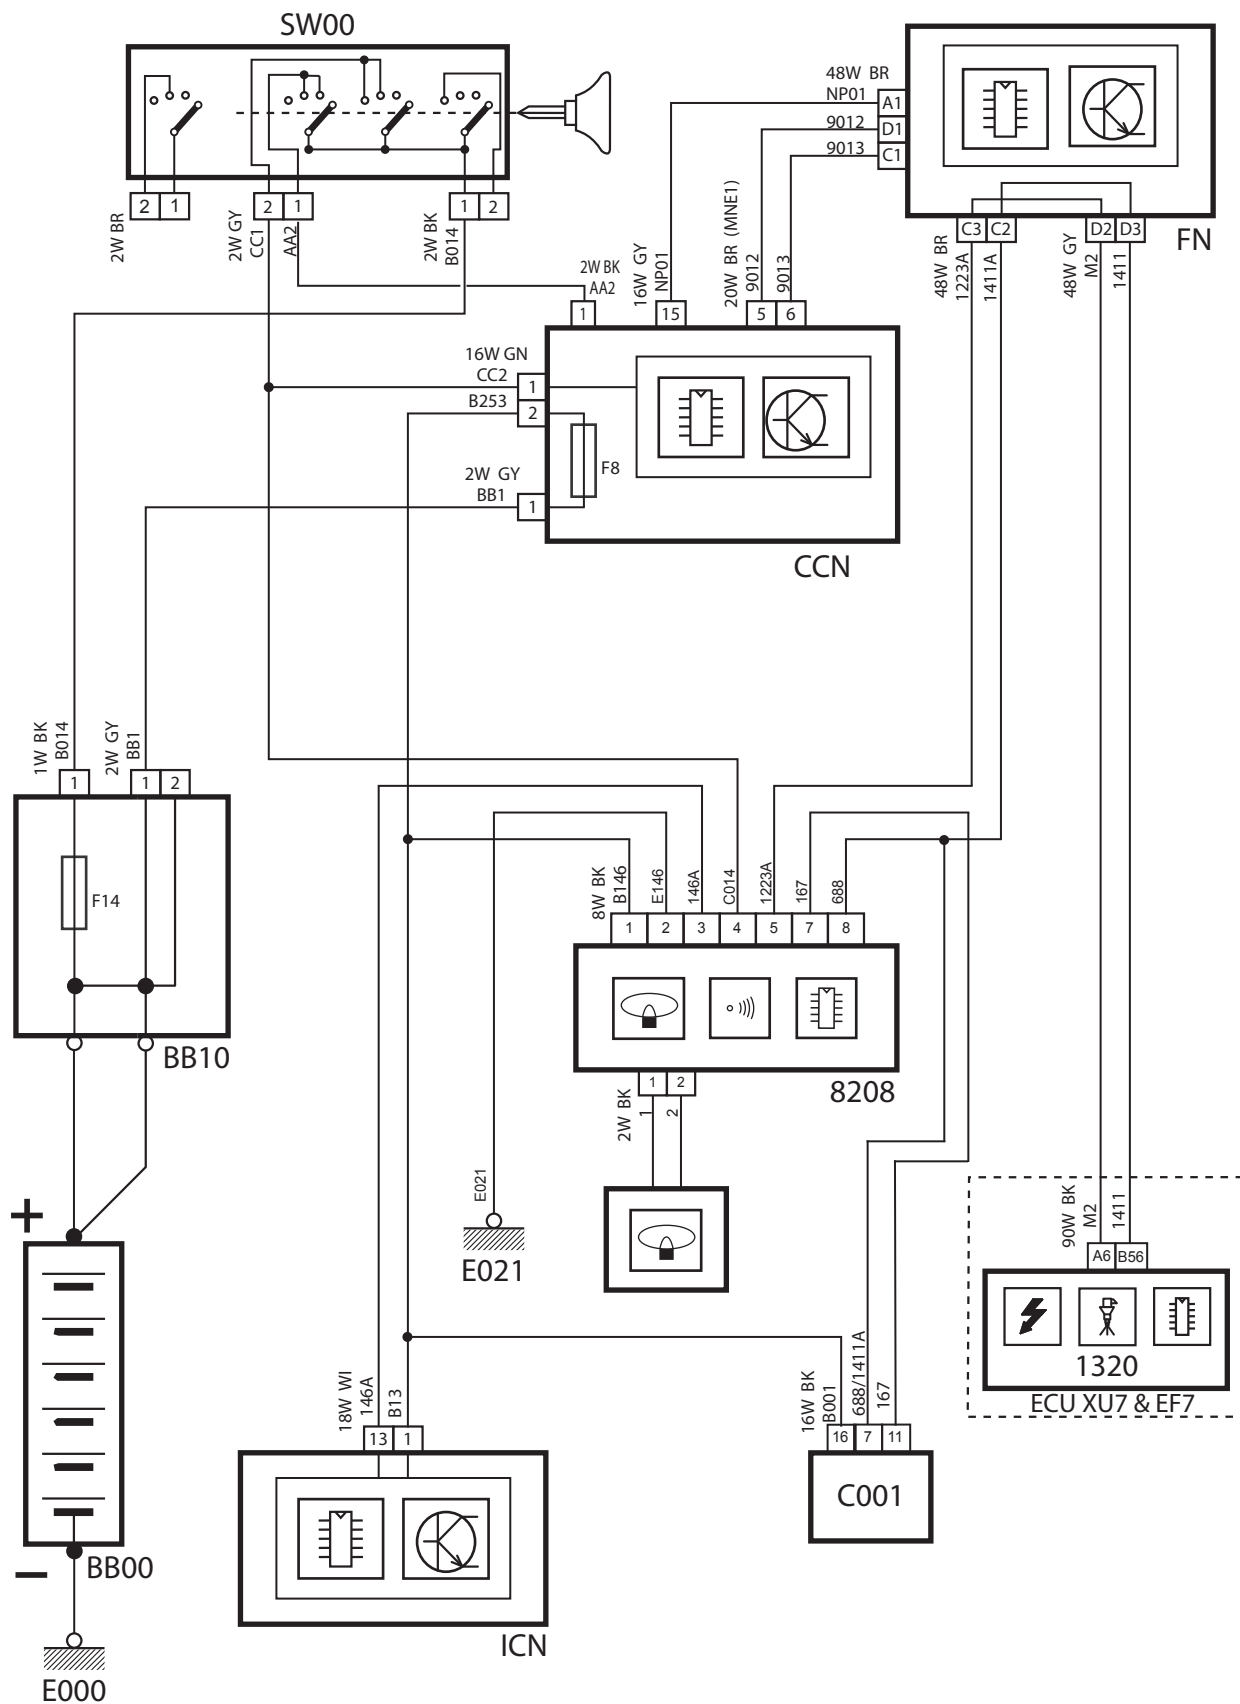 SW00
2W BR
2
1
2W GY
CC1
2
1
AA2
2W BK
B014
1
2
48W BR
NP01
A1
9012
D1
9013
C1
FN
48W BR
1223A
C3
C2
1411A
48W GY
M2
D2
D3
1411
2W BK
AA2
1
16W GY
NP01
15
20W BR (MNE1)
9012
9013
5
6
16W GN
CC2
1
B253
2
F8
2W GY
BB1
1
CCN
1W BK
B014
1
2W GY
BB1
1
2
F14
BB10
8W BK
B146
E146
146A
C014
1223A
167
688
1
2
3
4
5
7
8
8208
2W BK
1
2
1
2
E021
E021
+
−
BB00
E000
90W BK
M2
1411
A6
B56
1320
ECU XU7 & EF7
18W WI
146A
B13
13
1
ICN
16W BK
B001
688/1411A
167
16
7
11
C001